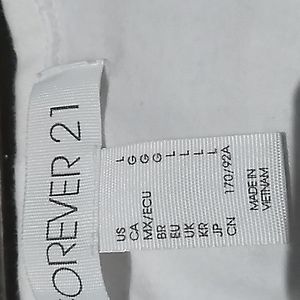 FOREVER 21
US L
CA G
MX/ECU G
BR G
EU L
UK L
KR L
JP L
CN 170/92A
MADE IN
VIETNAM